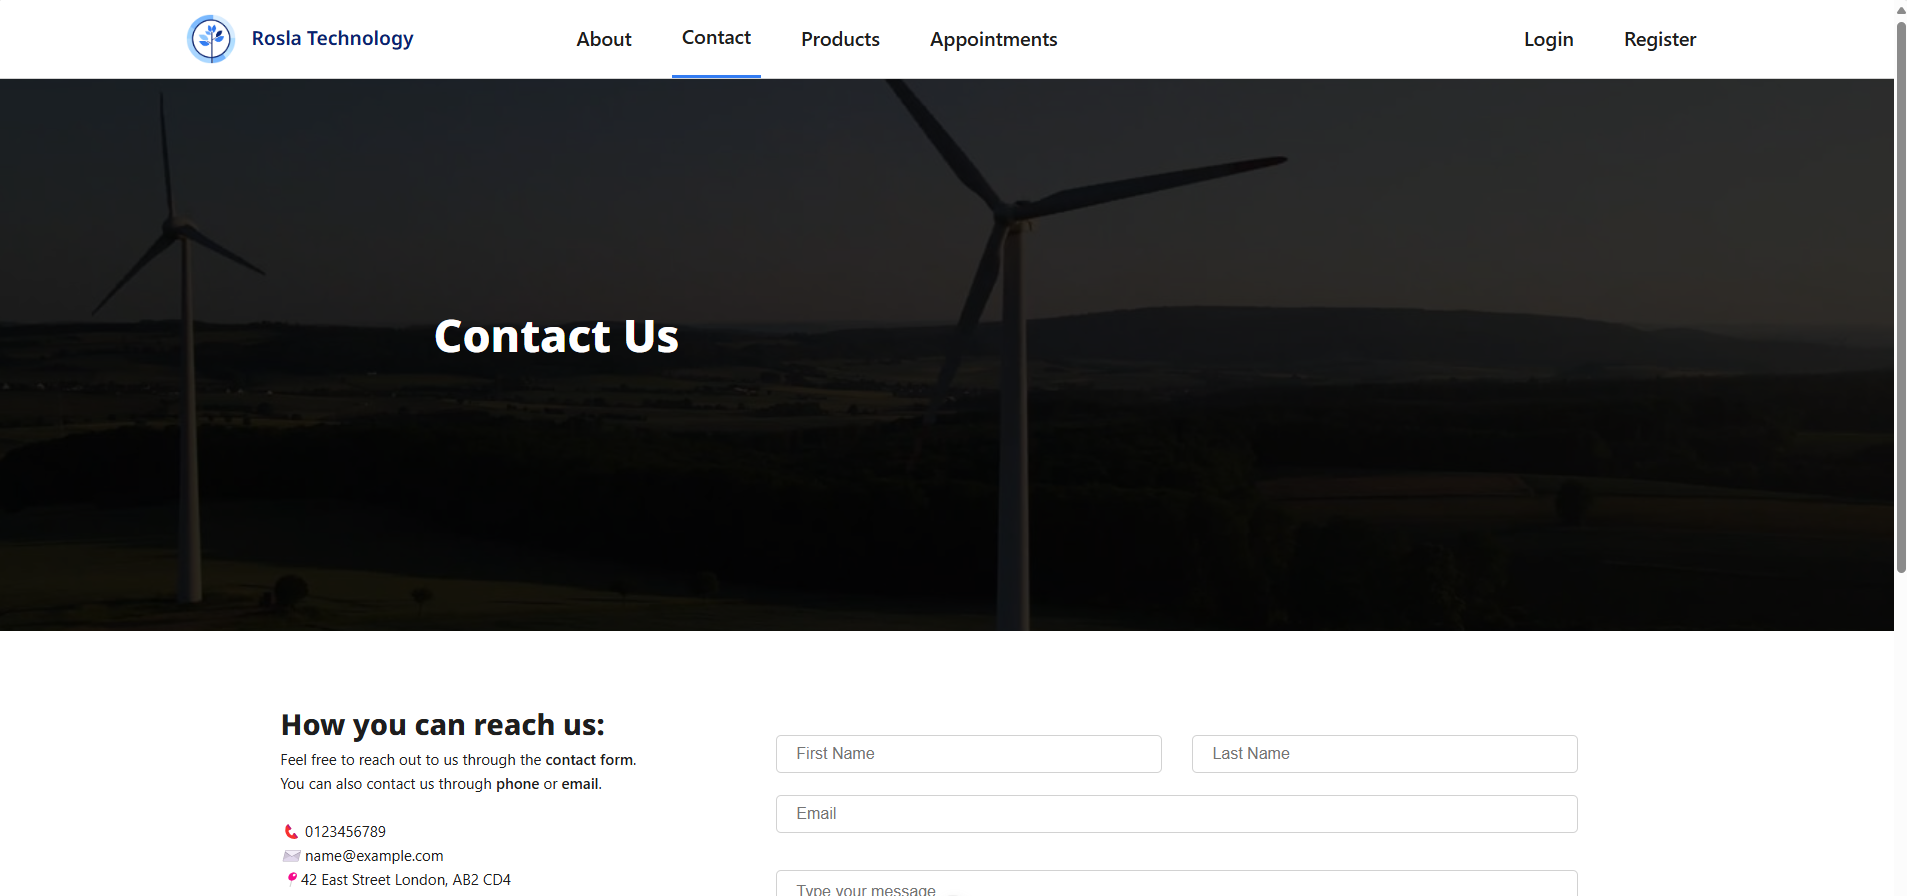 Rosla Technology
About
Contact
Products
Appointments
Login
Register
Contact Us
How you can reach us:
Feel free to reach out to us through the contact form.
You can also contact us through phone or email.
0123456789
name@example.com
42 East Street London, AB2 CD4
First Name
Last Name
Email
Type your message